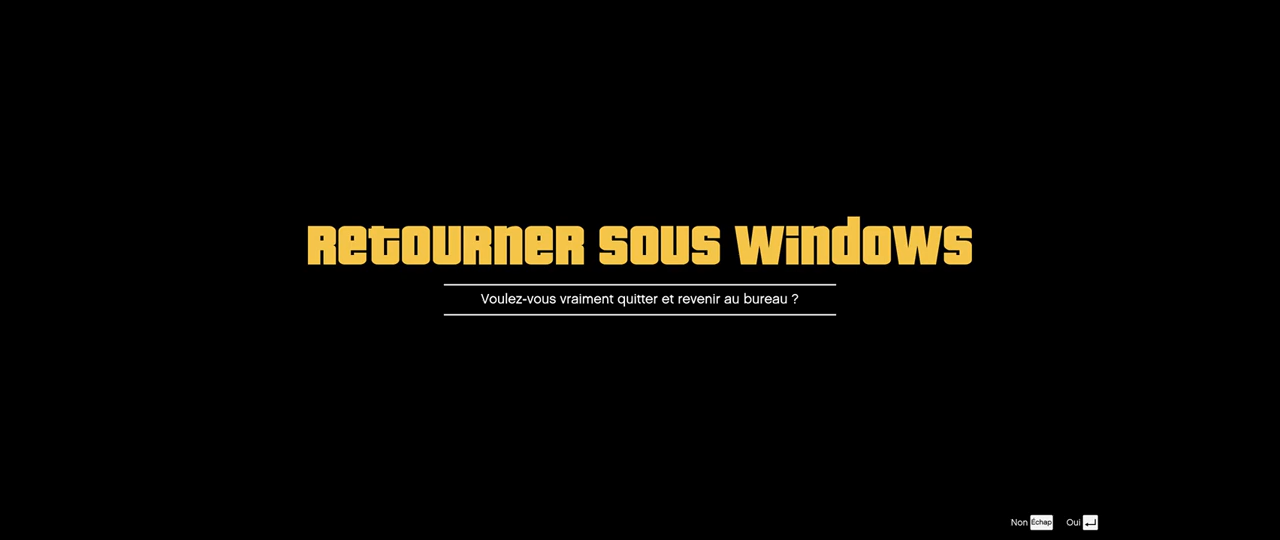 Retourner sous Windows
Voulez-vous vraiment quitter et revenir au bureau ?
Non Échap Oui